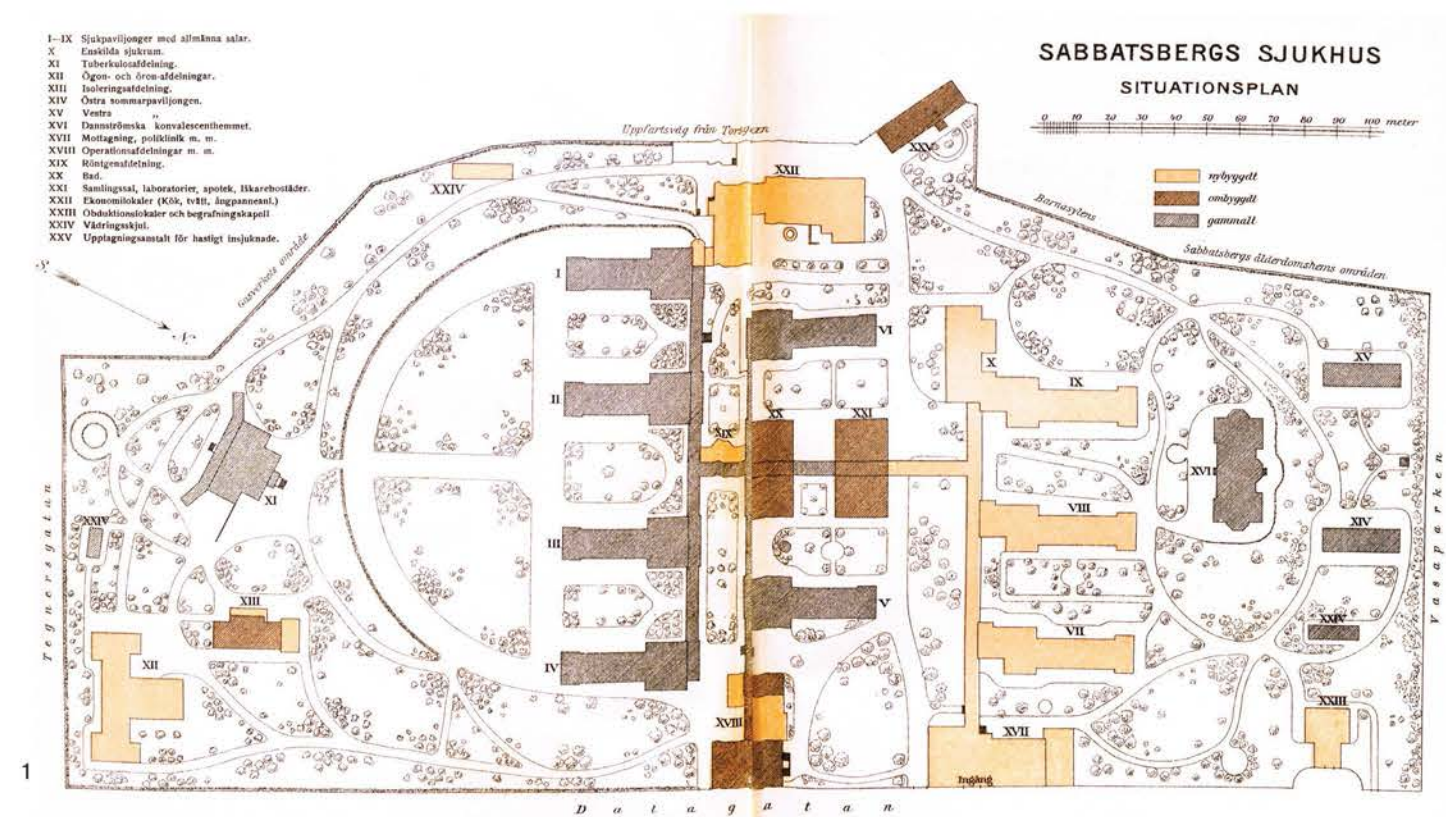 I—IX Sjukpaviljonger med allmänna salar.
X Enskilda sjukrum.
XI Tuberkulosafdelning.
XII Ögon- och öron-afdelningar.
XIII Isoleringsafdelning.
XIV Östra sommarpaviljongen.
XV Vestra „
XVI Dannströmska konvalescenthemmet.
XVII Mottagning, poliklinik m. m.
XVIII Operationsafdelningar m. m.
XIX Röntgenafdelning.
XX Bad.
XXI Samlingssal, laboratorier, apotek, läkarebostäder.
XXII Ekonomilokaler (Kök, tvätt, ångpanneanl.)
XXIII Obduktionslokaler och begrafningskapell
XXIV Vädringsskjul.
XXV Upptagningsanstalt för hastigt insjuknade.
SABBATSBERGS SJUKHUS
SITUATIONSPLAN
0 10 20 30 40 50 60 70 80 90 100 meter
nybyggdt
ombyggdt
gammalt
Uppfartsväg från Torsgatan
Gasverkets område
Barnasylens
Sabbatsbergs ålderdomshems områden.
S
N
XXV
XXIV
XXII
I
VI
X
IX
XV
II
XX
XXI
XIX
XVI
XI
XXIV
III
VIII
XIV
XIII
V
XXIV
VII
XII
IV
XVIII
XVII
XXIII
Ingång
Tegnersgatan
Vasaparken
Dalagatan
1